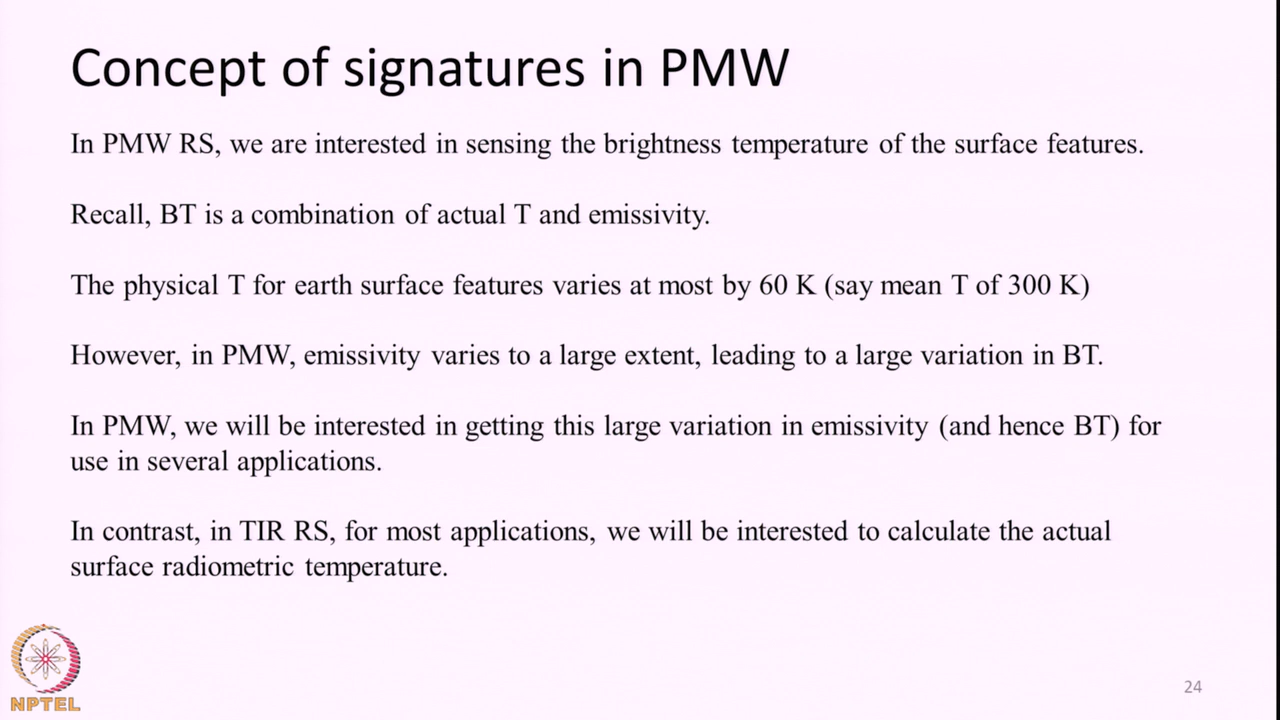 Concept of signatures in PMW
In PMW RS, we are interested in sensing the brightness temperature of the surface features.
Recall, BT is a combination of actual T and emissivity.
The physical T for earth surface features varies at most by 60 K (say mean T of 300 K)
However, in PMW, emissivity varies to a large extent, leading to a large variation in BT.
In PMW, we will be interested in getting this large variation in emissivity (and hence BT) for
use in several applications.
In contrast, in TIR RS, for most applications, we will be interested to calculate the actual
surface radiometric temperature.
NPTEL
24